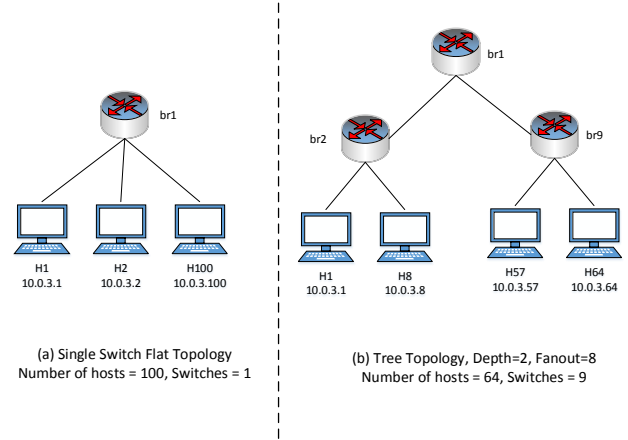 br1
H1
10.0.3.1
H2
10.0.3.2
H100
10.0.3.100
(a) Single Switch Flat Topology
Number of hosts = 100, Switches = 1
br1
br2
br9
H1
10.0.3.1
H8
10.0.3.8
H57
10.0.3.57
H64
10.0.3.64
(b) Tree Topology, Depth=2, Fanout=8
Number of hosts = 64, Switches = 9